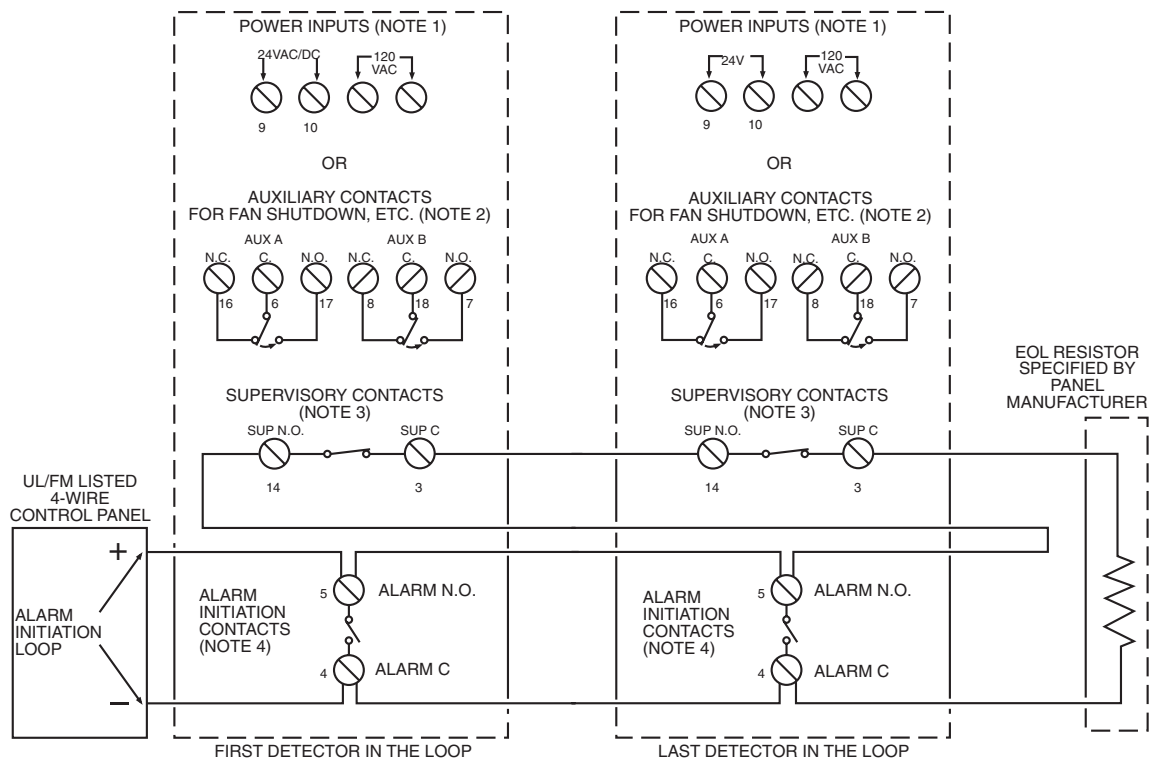 POWER INPUTS (NOTE 1)
24VAC/DC
120
VAC
9
10
OR
AUXILIARY CONTACTS
FOR FAN SHUTDOWN, ETC. (NOTE 2)
AUX A
AUX B
N.C.
C.
N.O.
N.C.
C.
N.O.
16
6
17
8
18
7
SUPERVISORY CONTACTS
(NOTE 3)
SUP N.O.
SUP C
14
3
POWER INPUTS (NOTE 1)
24V
120
VAC
9
10
OR
AUXILIARY CONTACTS
FOR FAN SHUTDOWN, ETC. (NOTE 2)
AUX A
AUX B
N.C.
C.
N.O.
N.C.
C.
N.O.
16
6
17
8
18
7
SUPERVISORY CONTACTS
(NOTE 3)
SUP N.O.
SUP C
14
3
EOL RESISTOR
SPECIFIED BY
PANEL
MANUFACTURER
UL/FM LISTED
4-WIRE
CONTROL PANEL
+
ALARM
INITIATION
LOOP
−
ALARM
INITIATION
CONTACTS
(NOTE 4)
5
ALARM N.O.
4
ALARM C
ALARM
INITIATION
CONTACTS
(NOTE 4)
5
ALARM N.O.
4
ALARM C
FIRST DETECTOR IN THE LOOP
LAST DETECTOR IN THE LOOP